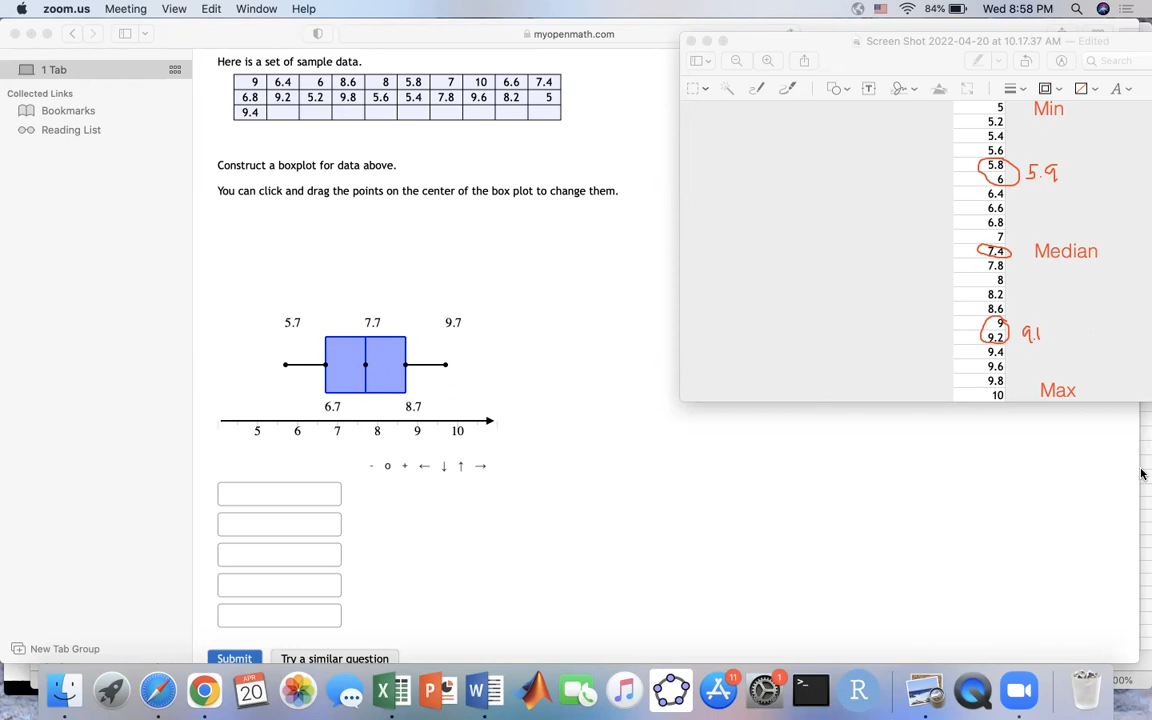 zoom.us Meeting View Edit Window Help 84% Wed 8:58 PM
myopenmath.com
Screen Shot 2022-04-20 at 10.17.37 AM — Edited
Search
1 Tab
Collected Links
Bookmarks
Reading List
Here is a set of sample data.
9 6.4 6 8.6 8 5.8 7 10 6.6 7.4
6.8 9.2 5.2 9.8 5.6 5.4 7.8 9.6 8.2 5
9.4
Construct a boxplot for data above.
You can click and drag the points on the center of the box plot to change them.
5.7 7.7 9.7
6.7 8.7
5 6 7 8 9 10
- o + ← ↓ ↑ →
Submit Try a similar question
5 Min
5.2
5.4
5.6
5.8
6 5.9
6.4
6.6
6.8
7
7.4 Median
7.8
8
8.2
8.6
9
9.2 9.1
9.4
9.6
9.8
10 Max
New Tab Group
APR
20
11
1
00%